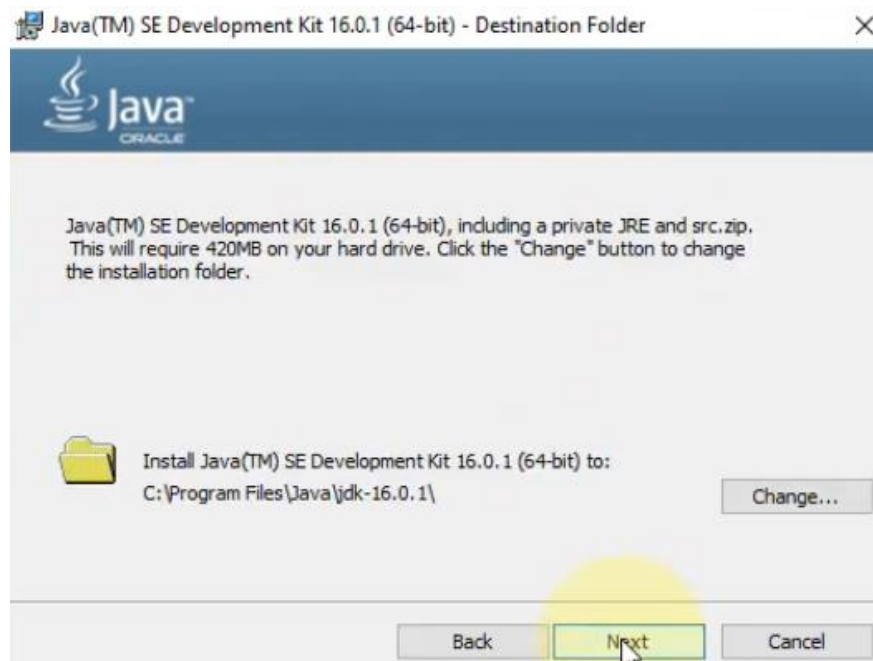 Java(TM) SE Development Kit 16.0.1 (64-bit) - Destination Folder
Java
ORACLE
Java(TM) SE Development Kit 16.0.1 (64-bit), including a private JRE and src.zip.
This will require 420MB on your hard drive. Click the "Change" button to change
the installation folder.
Install Java(TM) SE Development Kit 16.0.1 (64-bit) to:
C:\Program Files\Java\jdk-16.0.1\
Change...
Back Next Cancel